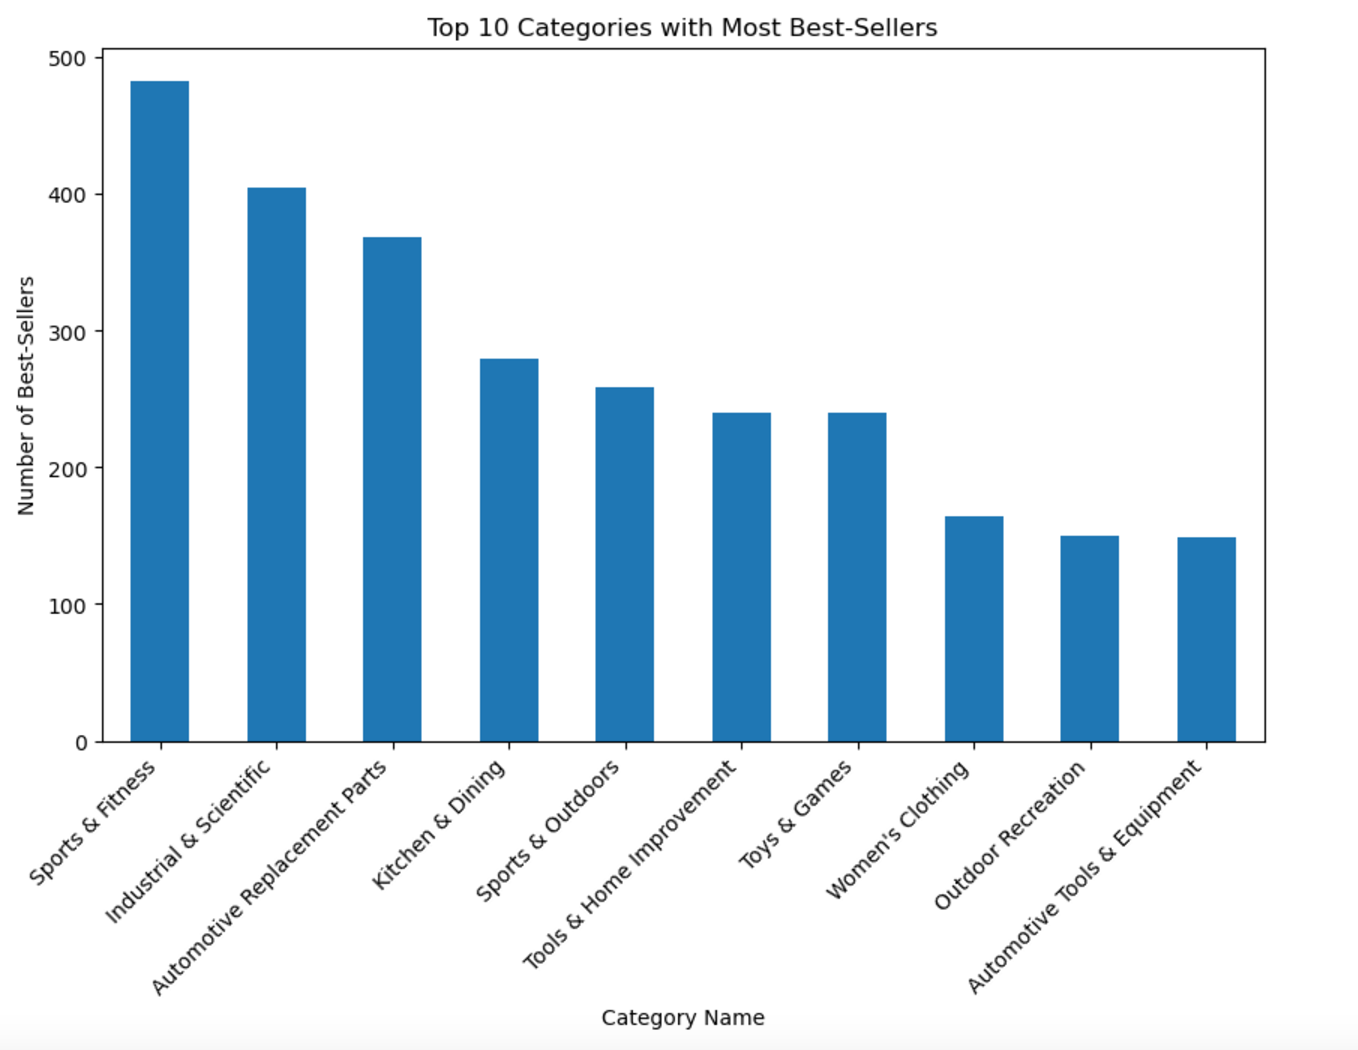 Top 10 Categories with Most Best-Sellers
Number of Best-Sellers
500
400
300
200
100
0
Sports & Fitness
Industrial & Scientific
Automotive Replacement Parts
Kitchen & Dining
Sports & Outdoors
Tools & Home Improvement
Toys & Games
Women's Clothing
Outdoor Recreation
Automotive Tools & Equipment
Category Name